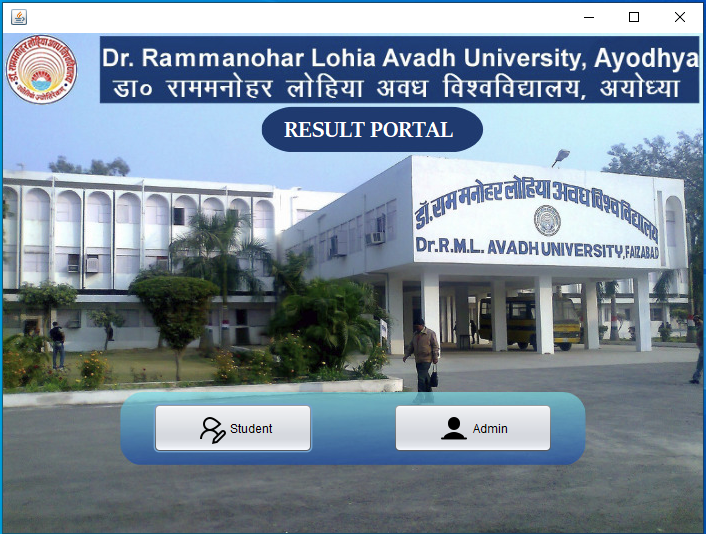 Dr. Rammanohar Lohia Avadh University, Ayodhya
डा० राममनोहर लोहिया अवध विश्वविद्यालय, अयोध्या
RESULT PORTAL
डॉ. राम मनोहर लोहिया अवध विश्व विद्यालय
Dr. R.M.L. AVADH UNIVERSITY, FAIZABAD
Student
Admin